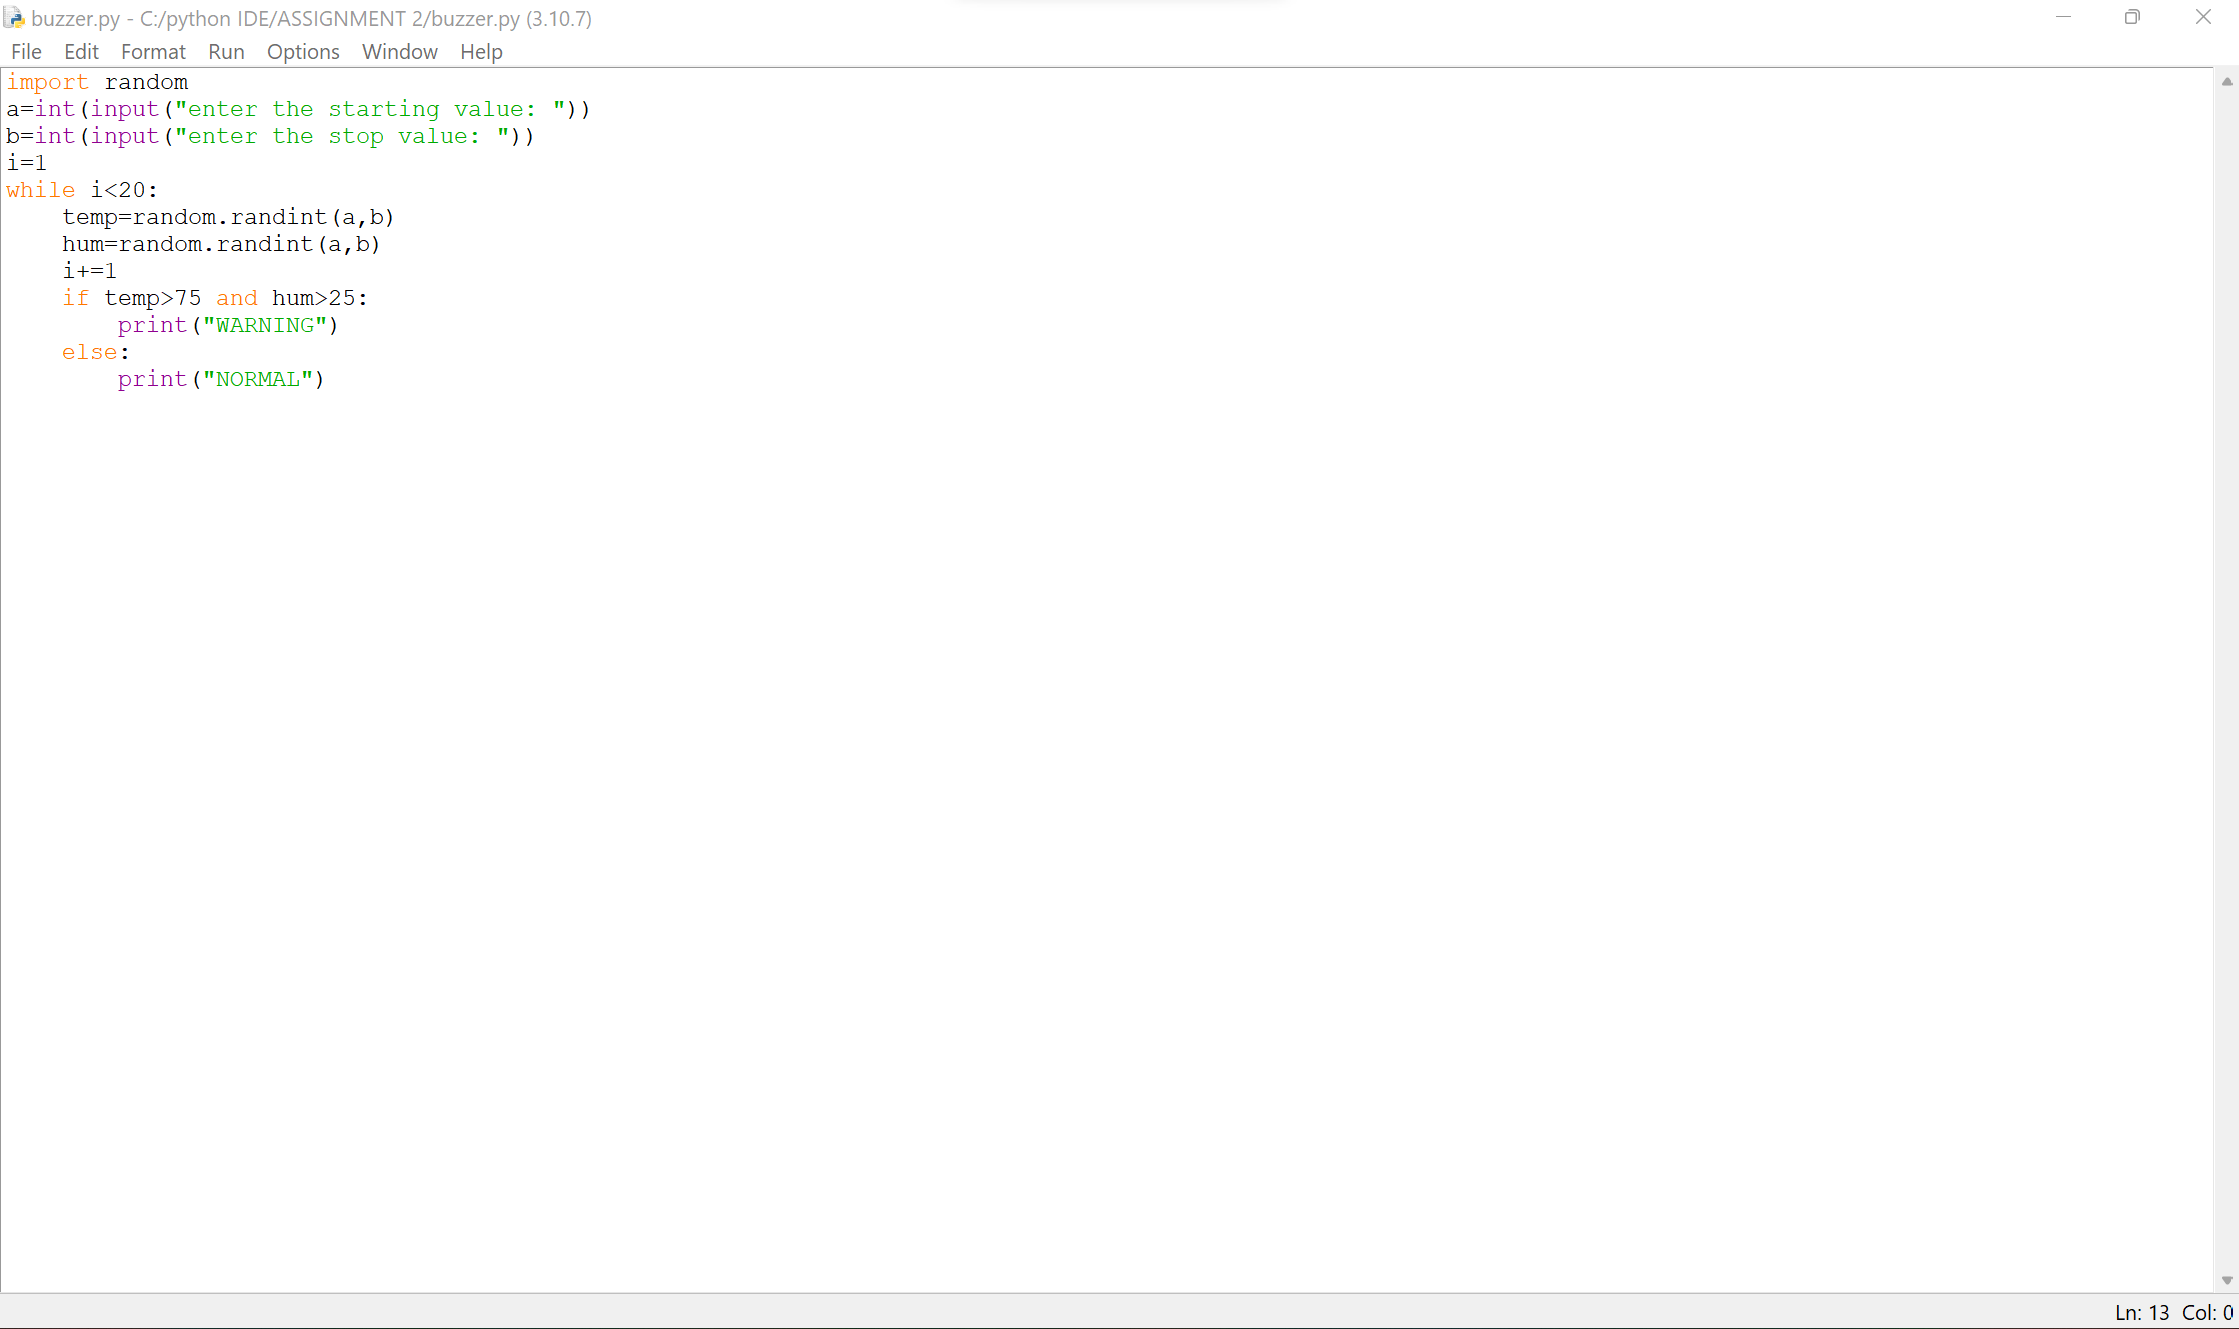 buzzer.py - C:/python IDE/ASSIGNMENT 2/buzzer.py (3.10.7)
File Edit Format Run Options Window Help
import random
a=int(input("enter the starting value: "))
b=int(input("enter the stop value: "))
i=1
while i<20:
    temp=random.randint(a,b)
    hum=random.randint(a,b)
    i+=1
    if temp>75 and hum>25:
        print("WARNING")
    else:
        print("NORMAL")
Ln: 13 Col: 0